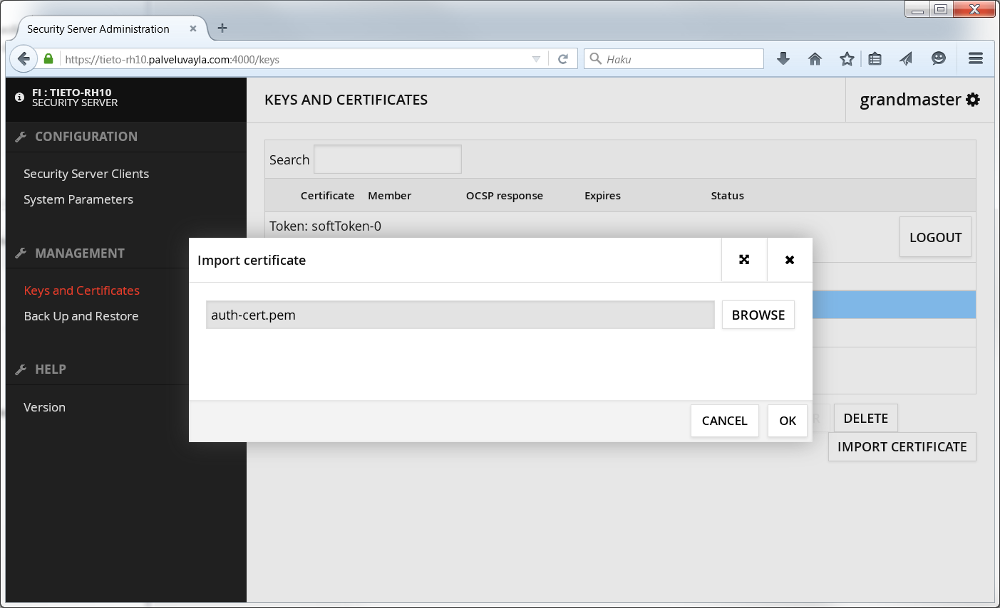 Security Server Administration
https://tieto-rh10.palveluvayla.com:4000/keys
Haku
FI : TIETO-RH10
SECURITY SERVER
KEYS AND CERTIFICATES
grandmaster
CONFIGURATION
Security Server Clients
System Parameters
MANAGEMENT
Keys and Certificates
Back Up and Restore
HELP
Version
Search
Certificate Member OCSP response Expires Status
Token: softToken-0
LOGOUT
Import certificate
auth-cert.pem
BROWSE
CANCEL OK
DELETE
IMPORT CERTIFICATE